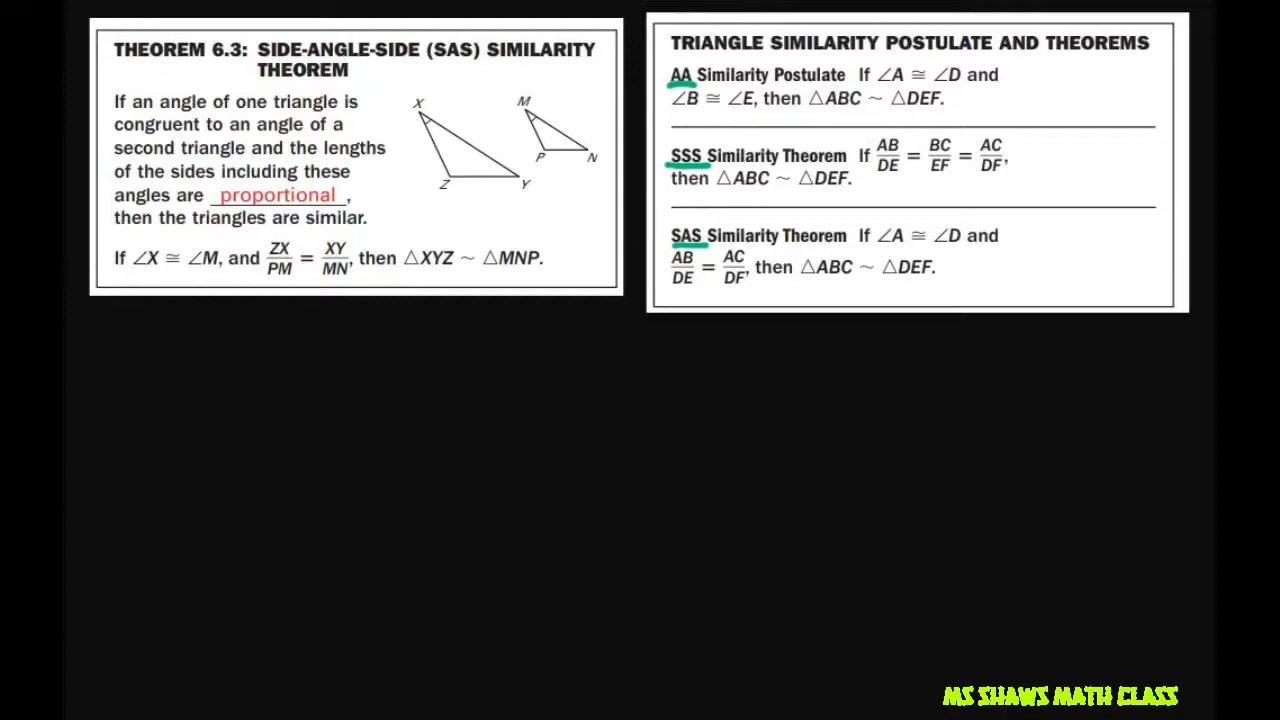 THEOREM 6.3: SIDE-ANGLE-SIDE (SAS) SIMILARITY
THEOREM
If an angle of one triangle is
congruent to an angle of a
second triangle and the lengths
of the sides including these
angles are proportional,
then the triangles are similar.
X
Z
Y
M
P
N
If ∠X ≅ ∠M, and ZX/PM = XY/MN, then △XYZ ~ △MNP.
TRIANGLE SIMILARITY POSTULATE AND THEOREMS
AA Similarity Postulate If ∠A ≅ ∠D and
∠B ≅ ∠E, then △ABC ~ △DEF.
SSS Similarity Theorem If AB/DE = BC/EF = AC/DF,
then △ABC ~ △DEF.
SAS Similarity Theorem If ∠A ≅ ∠D and
AB/DE = AC/DF, then △ABC ~ △DEF.
MS SHAWS MATH CLASS